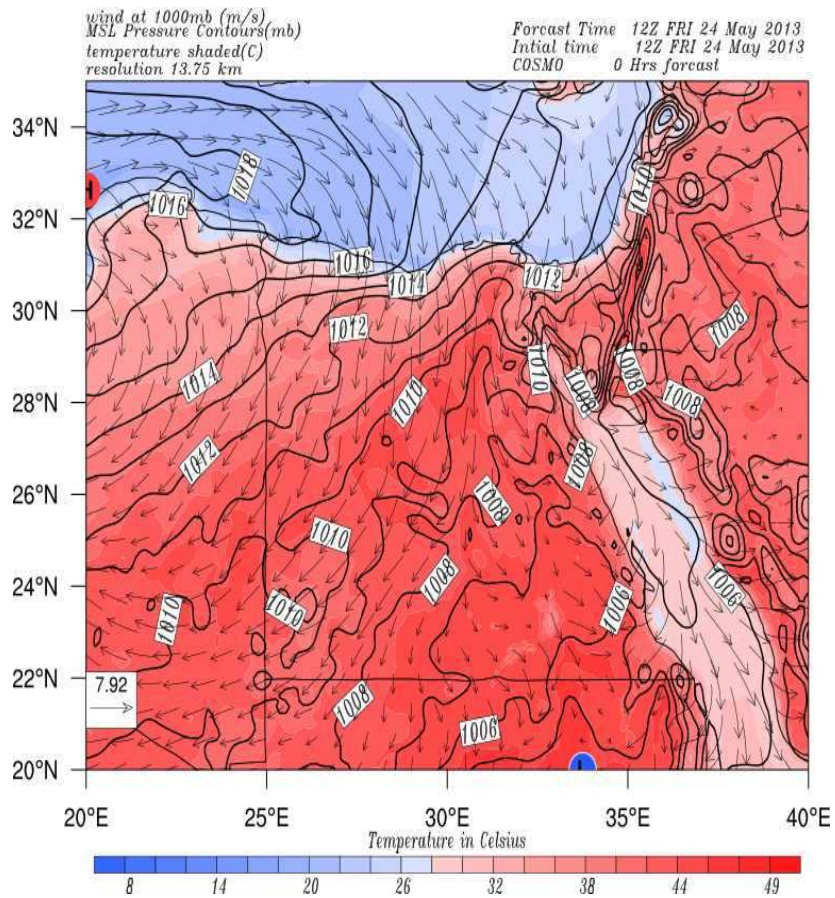 wind at 1000mb (m/s)
MSL Pressure Contours(mb)
temperature shaded(C)
resolution 13.75 km
Forcast Time 12Z FRI 24 May 2013
Intial time 12Z FRI 24 May 2013
COSMO 0 Hrs forcast
34°N
32°N
30°N
28°N
26°N
24°N
22°N
20°N
H
1018
1016
1010
1016
1014
1012
1012
1008
1014
1010
1010
1008
1008
1008
1012
1008
1008
1010
1008
1006
1010
1010
1006
7.92
1008
1006
L
20°E
25°E
30°E
35°E
40°E
Temperature in Celsius
8
14
20
26
32
38
44
49